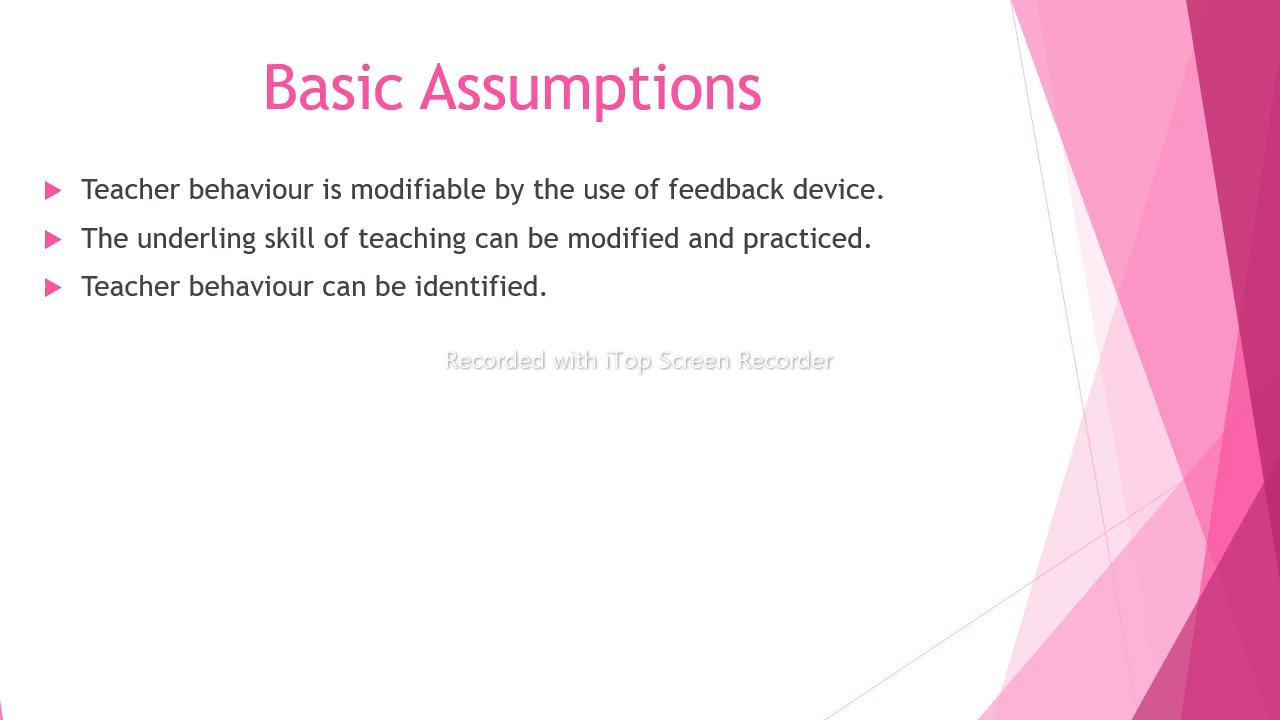 Basic Assumptions
Teacher behaviour is modifiable by the use of feedback device.
The underling skill of teaching can be modified and practiced.
Teacher behaviour can be identified.
Recorded with iTop Screen Recorder